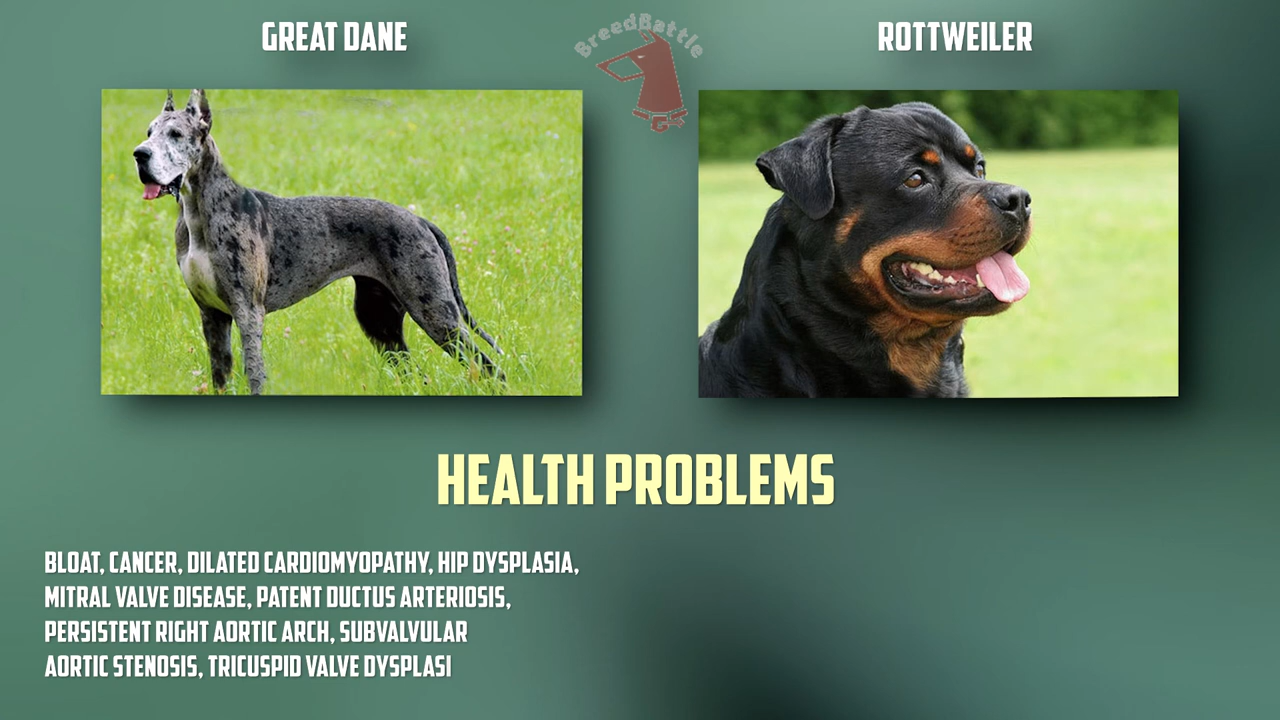 GREAT DANE
BreedBattle
ROTTWEILER
HEALTH PROBLEMS
BLOAT, CANCER, DILATED CARDIOMYOPATHY, HIP DYSPLASIA,
MITRAL VALVE DISEASE, PATENT DUCTUS ARTERIOSIS,
PERSISTENT RIGHT AORTIC ARCH, SUBVALVULAR
AORTIC STENOSIS, TRICUSPID VALVE DYSPLASI